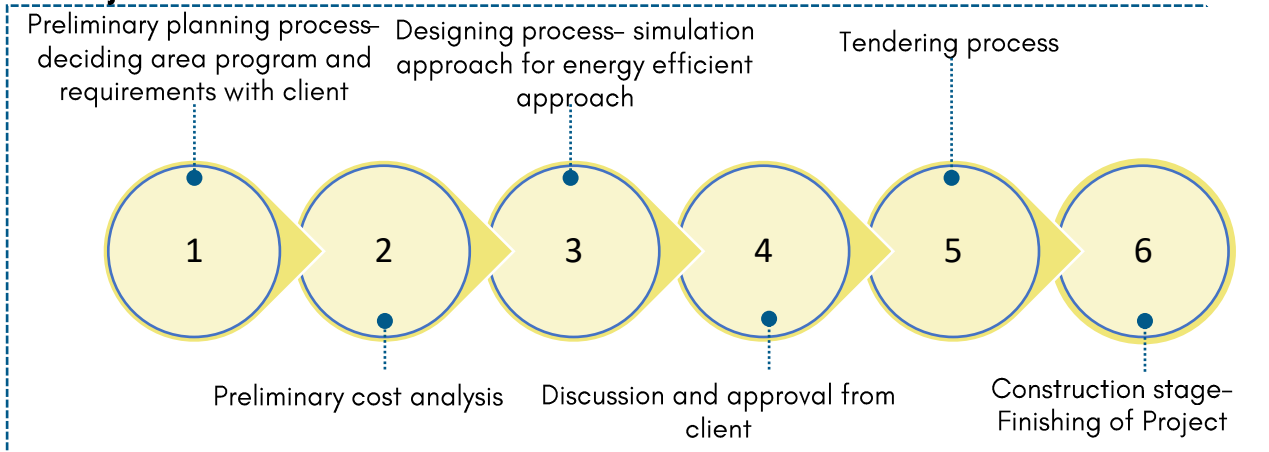 Preliminary planning process-
deciding area program and
requirements with client
Designing process- simulation
approach for energy efficient
approach
Tendering process
1
2
3
4
5
6
Preliminary cost analysis
Discussion and approval from
client
Construction stage-
Finishing of Project